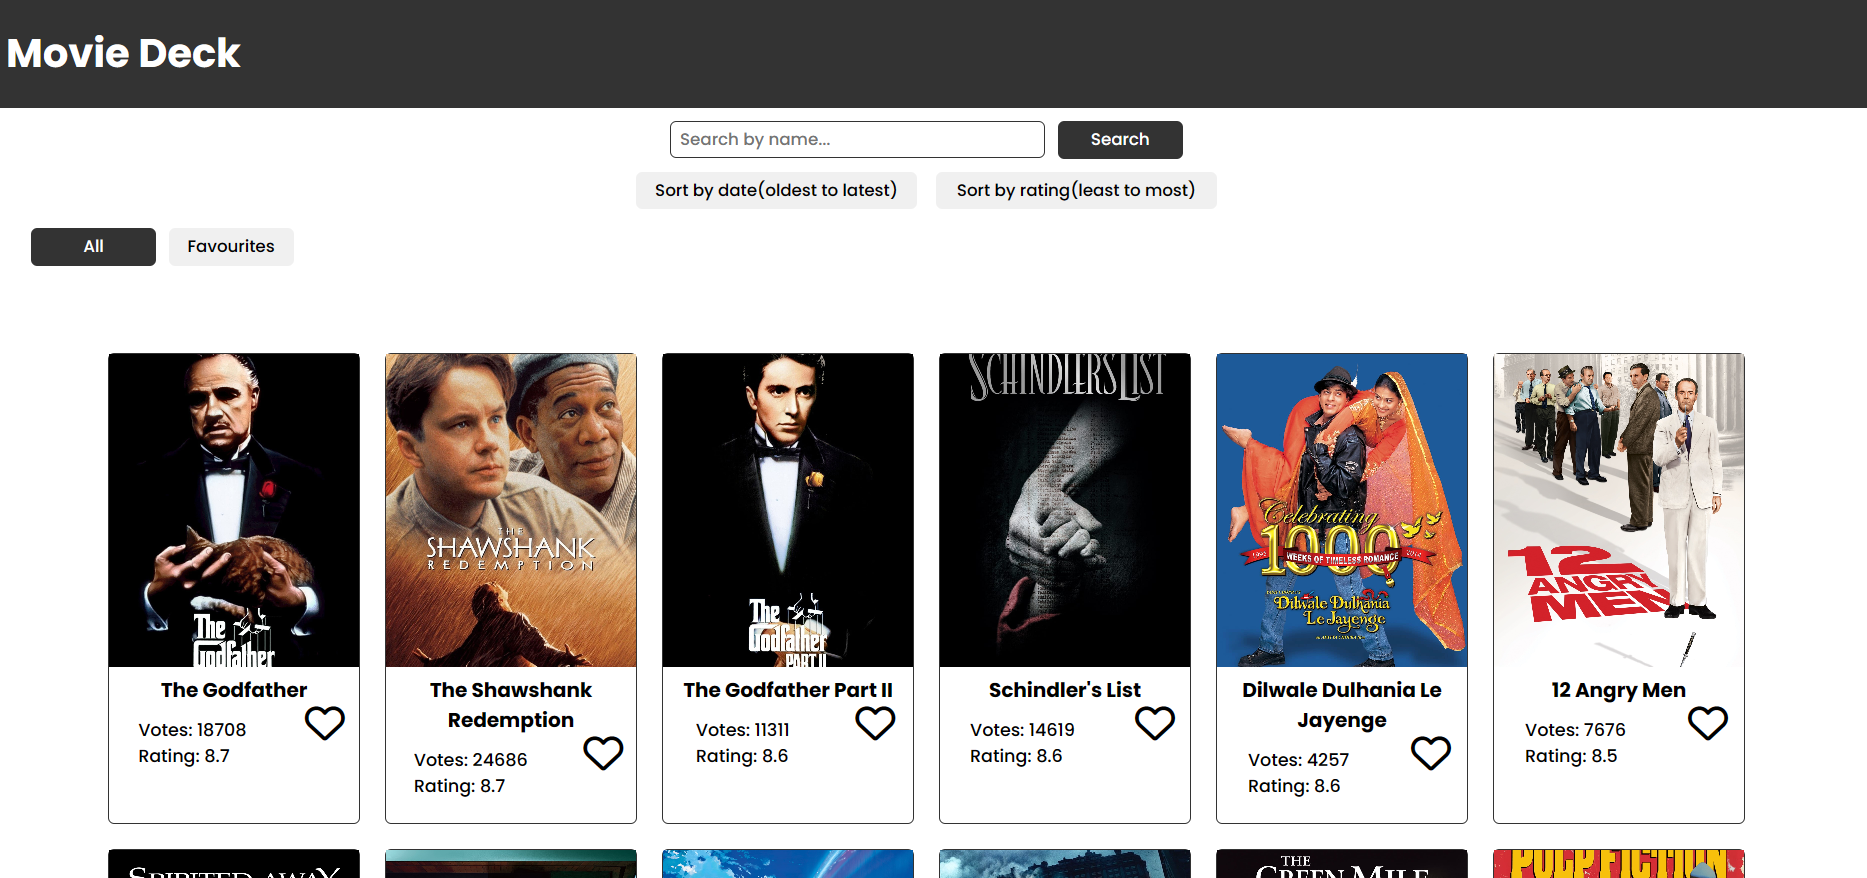 Movie Deck
Search by name...
Search
Sort by date(oldest to latest)
Sort by rating(least to most)
All
Favourites
THE
SHAWSHANK
REDEMPTION
The
Godfather
The
Godfather
PART II
SCHINDLER'S LIST
Celebrating
1000
WEEKS OF TIMELESS ROMANCE
Dilwale Dulhania
Le Jayenge
12
ANGRY
MEN
The Godfather
Votes: 18708
Rating: 8.7
The Shawshank
Redemption
Votes: 24686
Rating: 8.7
The Godfather Part II
Votes: 11311
Rating: 8.6
Schindler's List
Votes: 14619
Rating: 8.6
Dilwale Dulhania Le
Jayenge
Votes: 4257
Rating: 8.6
12 Angry Men
Votes: 7676
Rating: 8.5
SPIRITED AWAY
THE
GREEN MILE
PULP FICTION